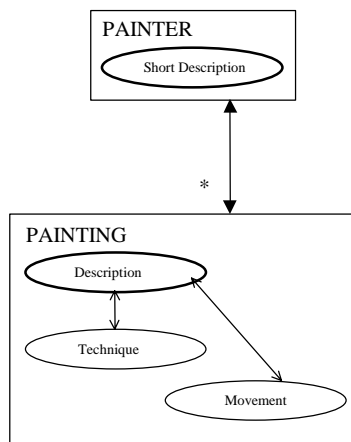 PAINTER
Short Description
*
PAINTING
Description
Technique
Movement